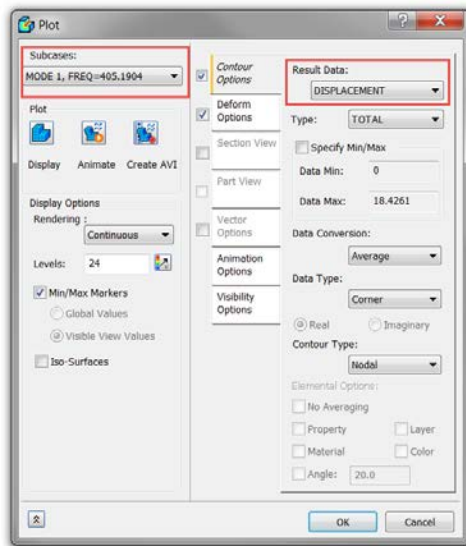 Plot
Subcases:
MODE 1, FREQ=405.1904
Plot
Display Animate Create AVI
Display Options
Rendering :
Continuous
Levels: 24
Min/Max Markers
Global Values
Visible View Values
Iso-Surfaces
Contour Options
Deform Options
Section View
Part View
Vector Options
Animation Options
Visibility Options
Result Data:
DISPLACEMENT
Type: TOTAL
Specify Min/Max
Data Min: 0
Data Max: 18.4261
Data Conversion:
Average
Data Type:
Corner
Real Imaginary
Contour Type:
Nodal
Elemental Options:
No Averaging
Property Layer
Material Color
Angle: 20.0
OK Cancel